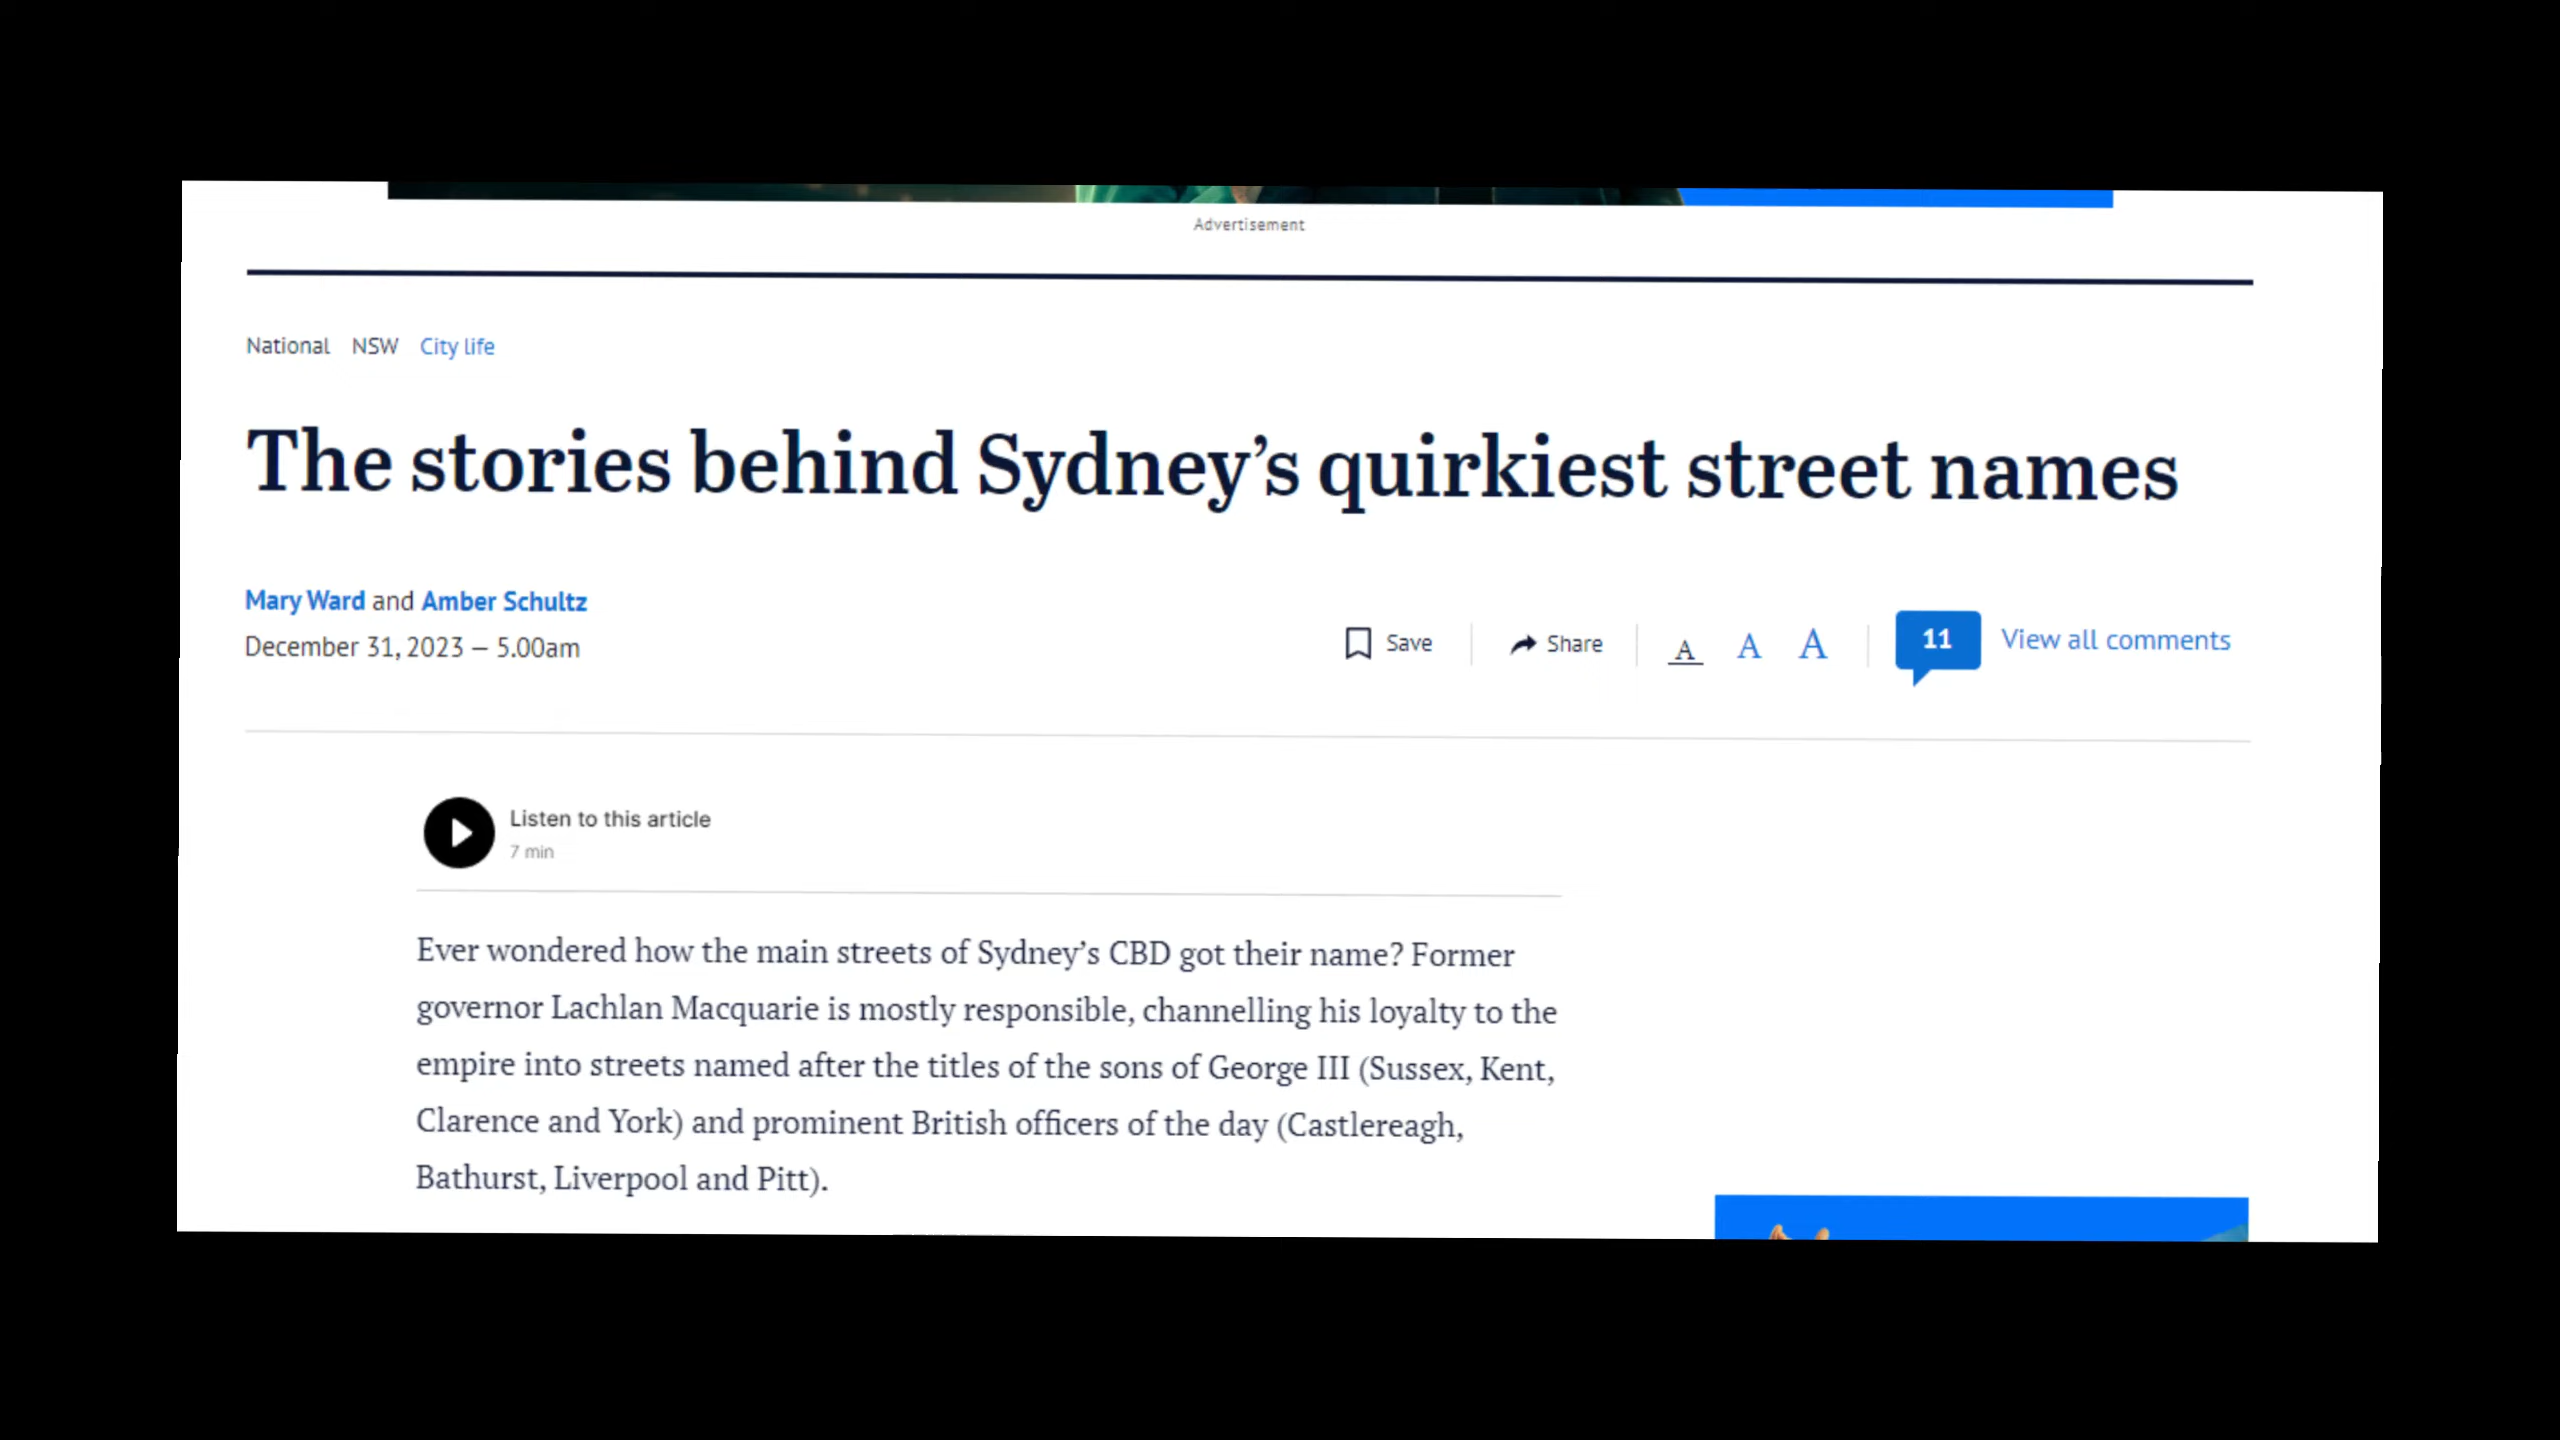 Advertisement
National NSW City life
The stories behind Sydney’s quirkiest street names
Mary Ward and Amber Schultz
December 31, 2023 – 5.00am
Save Share A A A 11 View all comments
Listen to this article
7 min
Ever wondered how the main streets of Sydney’s CBD got their name? Former
governor Lachlan Macquarie is mostly responsible, channelling his loyalty to the
empire into streets named after the titles of the sons of George III (Sussex, Kent,
Clarence and York) and prominent British officers of the day (Castlereagh,
Bathurst, Liverpool and Pitt).